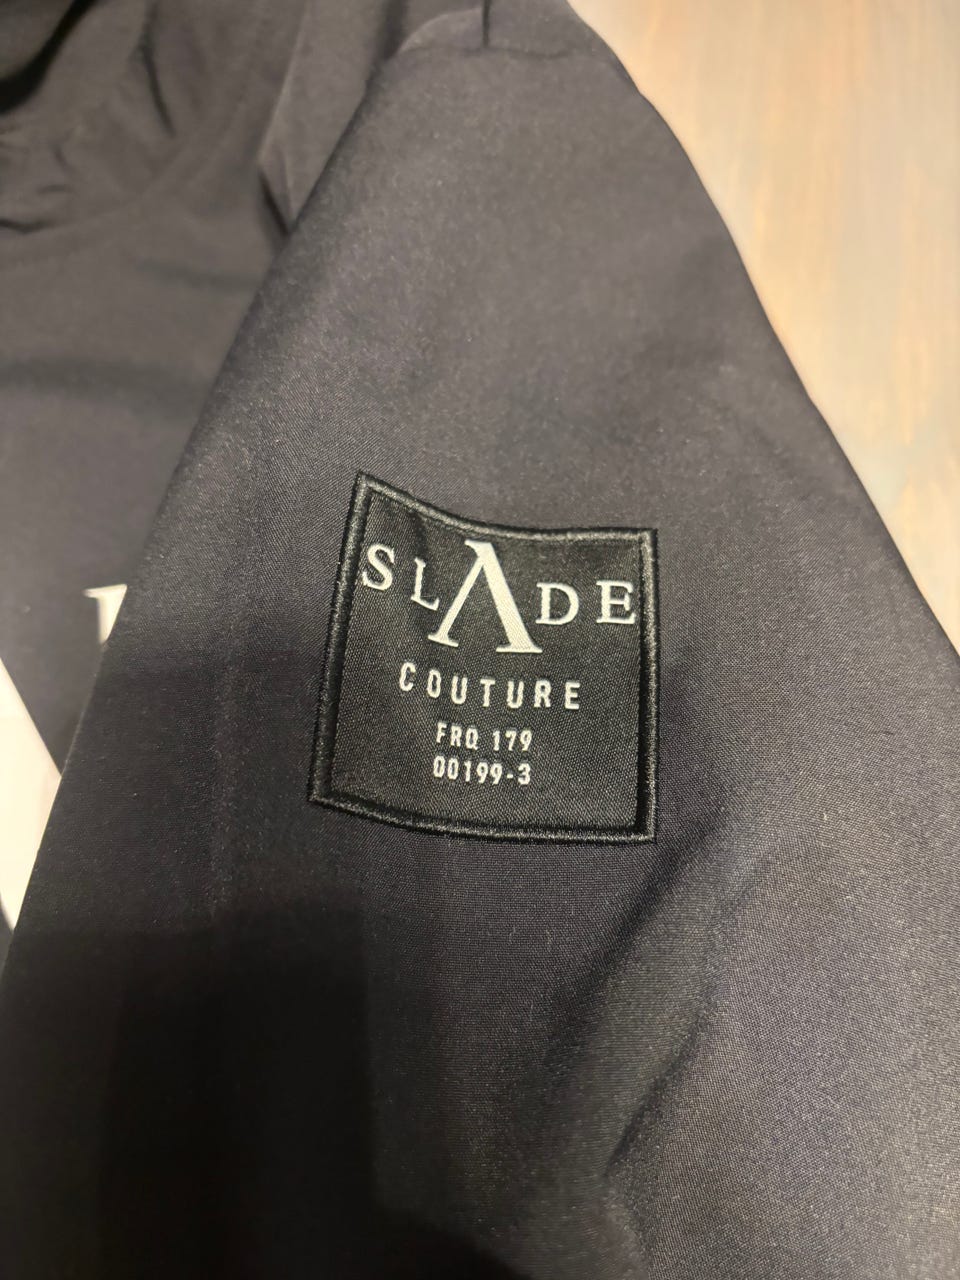 SLΛDE
COUTURE
FRQ 179
00199-3